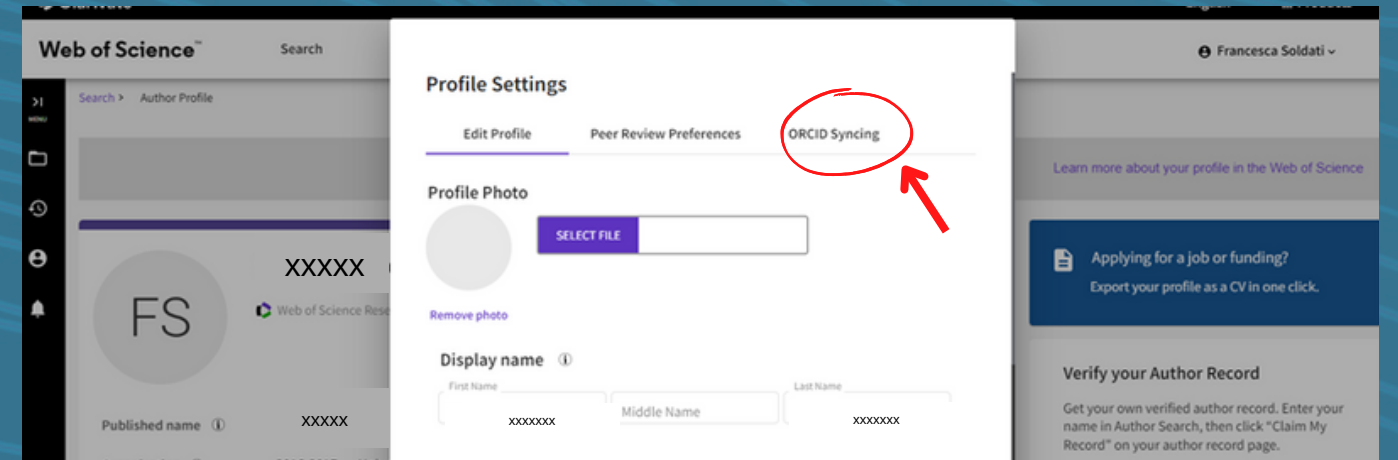 Web of Science™
Search
Francesca Soldati
MENU
Search > Author Profile
Profile Settings
Edit Profile
Peer Review Preferences
ORCID Syncing
Learn more about your profile in the Web of Science
Profile Photo
SELECT FILE
Remove photo
FS
XXXXX
Web of Science Rese
Published name
XXXXX
Display name
First Name
Last Name
xxxxxxx
Middle Name
xxxxxxx
Applying for a job or funding?
Export your profile as a CV in one click.
Verify your Author Record
Get your own verified author record. Enter your
name in Author Search, then click “Claim My
Record” on your author record page.